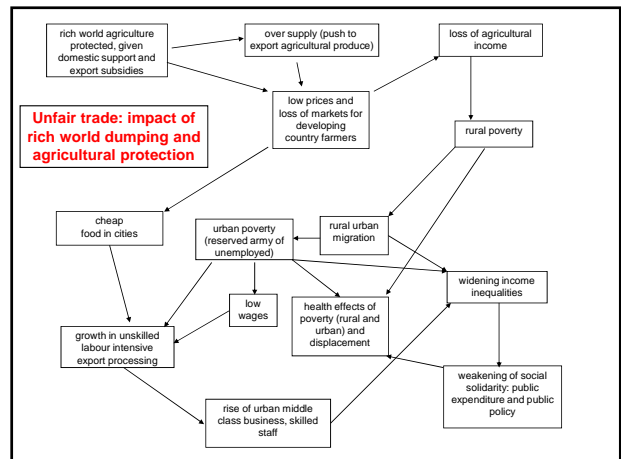 rich world agriculture
protected, given
domestic support and
export subsidies
over supply (push to
export agricultural produce)
loss of agricultural
income
Unfair trade: impact of
rich world dumping and
agricultural protection
low prices and
loss of markets for
developing
country farmers
rural poverty
cheap
food in cities
urban poverty
(reserved army of
unemployed)
rural urban
migration
widening income
inequalities
low
wages
health effects of
poverty (rural and
urban) and
displacement
growth in unskilled
labour intensive
export processing
weakening of social
solidarity: public
expenditure and public
policy
rise of urban middle
class business, skilled
staff